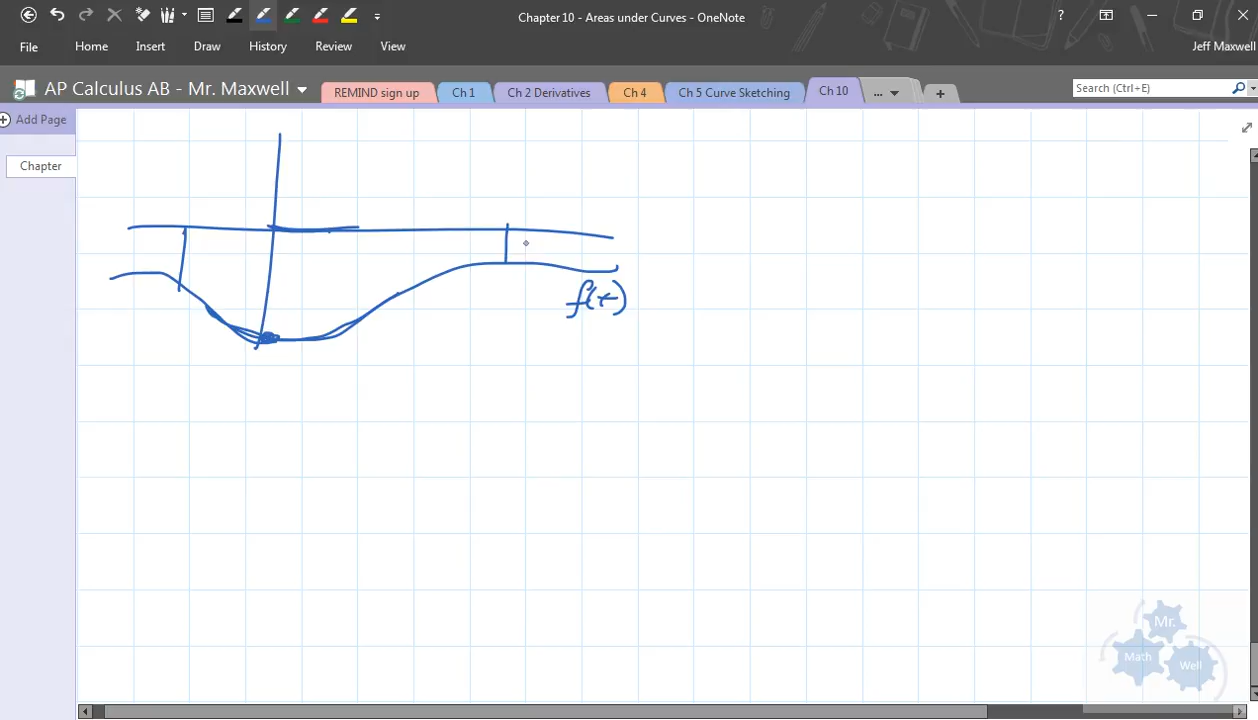 Chapter 10 - Areas under Curves - OneNote
?
File
Home
Insert
Draw
History
Review
View
Jeff Maxwell
AP Calculus AB - Mr. Maxwell
REMIND sign up
Ch 1
Ch 2 Derivatives
Ch 4
Ch 5 Curve Sketching
Ch 10
...
+
Search (Ctrl+E)
Add Page
Chapter
Mr.
Math
Well